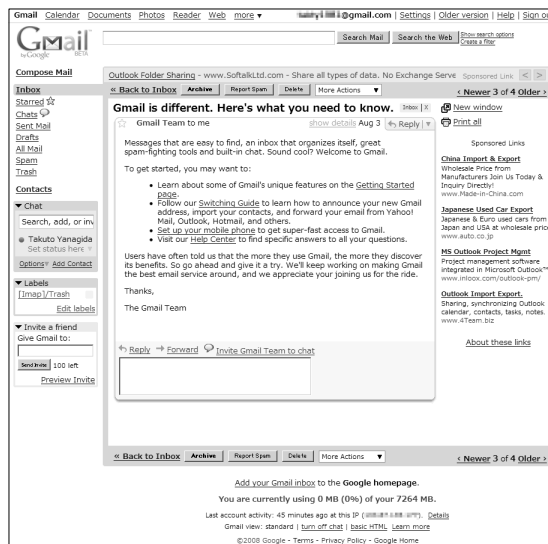 Gmail Calendar Documents Photos Reader Web more ▼
@gmail.com | Settings | Older version | Help | Sign ou
Gmail
by Google BETA
Search Mail Search the Web Show search options
Create a filter
Compose Mail
Inbox
Starred
Chats
Sent Mail
Drafts
All Mail
Spam
Trash
Contacts
▼ Chat
Search, add, or inv
Takuto Yanagida
Set status here
Options Add Contact
▼ Labels
[Imap]/Trash
Edit labels
▼ Invite a friend
Give Gmail to:
Send Invite 100 left
Preview Invite
Outlook Folder Sharing - www.SoftalkLtd.com - Share all types of data. No Exchange Serve Sponsored Link < >
« Back to Inbox Archive Report Spam Delete More Actions ▼ ‹ Newer 3 of 4 Older ›
Gmail is different. Here's what you need to know. Inbox | X
Gmail Team to me show details Aug 3 Reply ▼
Messages that are easy to find, an inbox that organizes itself, great
spam-fighting tools and built-in chat. Sound cool? Welcome to Gmail.
To get started, you may want to:
• Learn about some of Gmail's unique features on the Getting Started
page.
• Follow our Switching Guide to learn how to announce your new Gmail
address, import your contacts, and forward your email from Yahoo!
Mail, Outlook, Hotmail, and others.
• Set up your mobile phone to get super-fast access to Gmail.
• Visit our Help Center to find specific answers to all your questions.
Users have often told us that the more they use Gmail, the more they discover
its benefits. So go ahead and give it a try. We'll keep working on making Gmail
the best email service around, and we appreciate your joining us for the ride.
Thanks,
The Gmail Team
Reply Forward Invite Gmail Team to chat
New window
Print all
Sponsored Links
China Import & Export
Wholesale Price from
Manufacturers Join Us Today &
Inquiry Directly!
www.Made-in-China.com
Japanese Used Car Export
Japanese & Euro used cars from
Japan and USA at wholesale price
www.auto.co.jp
MS Outlook Project Mgmt
Project management software
integrated in Microsoft Outlook™
www.inloox.com/outlook-pm/
Outlook Import Export.
Sharing, synchronizing Outlook
calendar, contacts, tasks, notes.
www.4Team.biz
About these links
« Back to Inbox Archive Report Spam Delete More Actions ▼ ‹ Newer 3 of 4 Older ›
Add your Gmail inbox to the Google homepage.
You are currently using 0 MB (0%) of your 7264 MB.
Last account activity: 45 minutes ago at this IP ( ). Details
Gmail view: standard | turn off chat | basic HTML Learn more
©2008 Google - Terms - Privacy Policy - Google Home